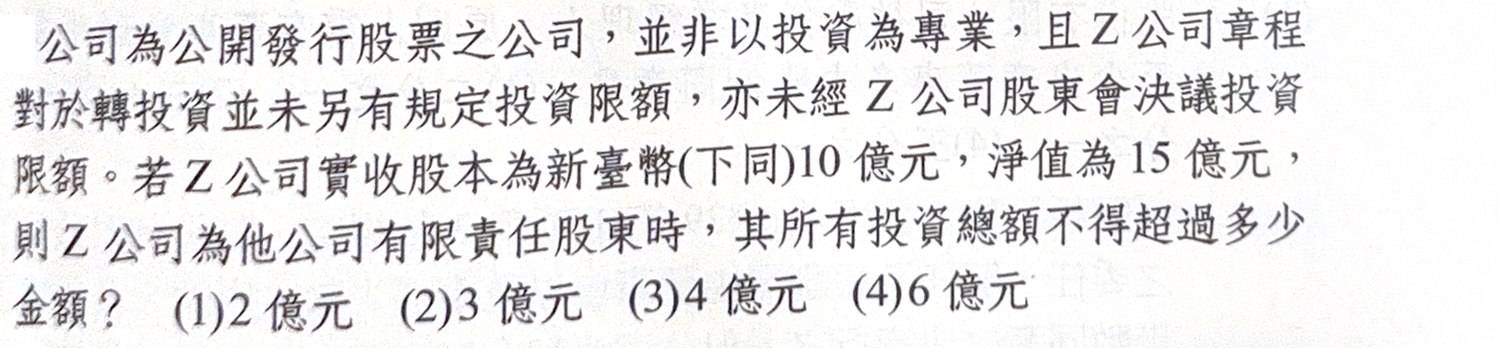 公司為公開發行股票之公司，並非以投資為專業，且Z公司章程
對於轉投資並未另有規定投資限額，亦未經 Z 公司股東會決議投資
限額。若Z公司實收股本為新臺幣(下同)10 億元，淨值為 15 億元，
則 Z 公司為他公司有限責任股東時，其所有投資總額不得超過多少
金額？ (1)2 億元 (2)3 億元 (3)4 億元 (4)6 億元